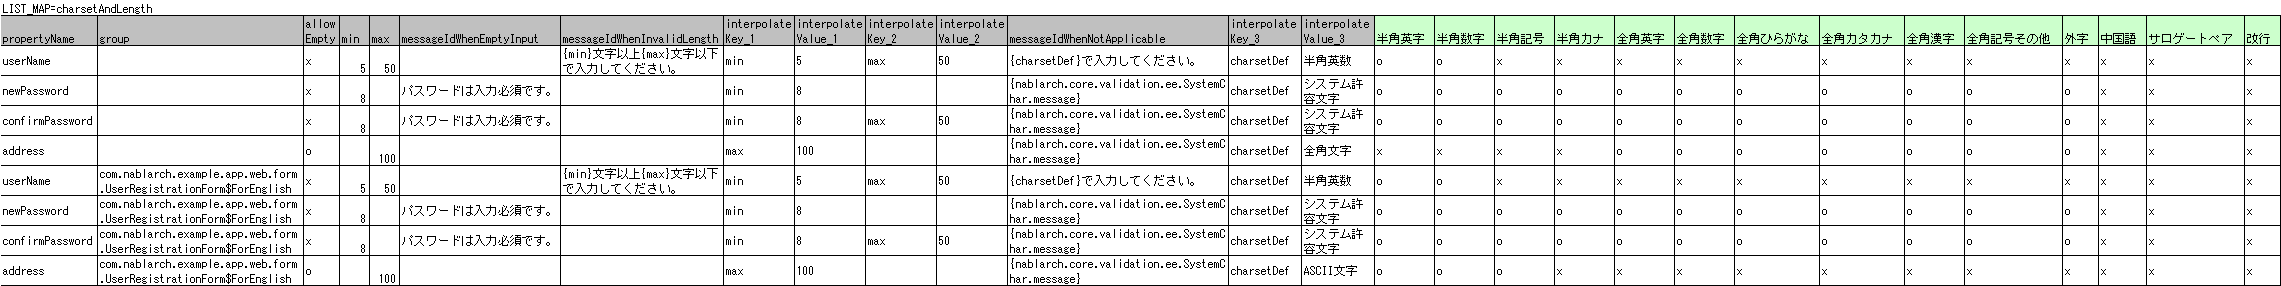 LIST_MAP=charsetAndLength
propertyName group allow Empty min max messageIdWhenEmptyInput messageIdWhenInvalidLength interpolate Key_1 interpolate Value_1 interpolate Key_2 interpolate Value_2 messageIdWhenNotApplicable interpolate Key_3 interpolate Value_3 半角英字 半角数字 半角記号 半角カナ 全角英字 全角数字 全角ひらがな 全角カタカナ 全角漢字 全角記号その他 外字 中国語 サロゲートペア 改行
userName x 5 50 {min}文字以上{max}文字以下で入力してください。 min 5 max 50 {charsetDef}で入力してください。 charsetDef 半角英数 o o x x x x x x x x x x x x
newPassword x 8 パスワードは入力必須です。 min 8 {nablarch.core.validation.ee.SystemChar.message} charsetDef システム許容文字 o o o o o o o o o o o x x x
confirmPassword x 8 パスワードは入力必須です。 min 8 max 50 {nablarch.core.validation.ee.SystemChar.message} charsetDef システム許容文字 o o o o o o o o o o o x x x
address o 100 max 100 {nablarch.core.validation.ee.SystemChar.message} charsetDef 全角文字 x x x x o o o o o o o x x x
userName com.nablarch.example.app.web.form.UserRegistrationForm$ForEnglish x 5 50 {min}文字以上{max}文字以下で入力してください。 min 5 max 50 {charsetDef}で入力してください。 charsetDef 半角英数 o o x x x x x x x x x x x x
newPassword com.nablarch.example.app.web.form.UserRegistrationForm$ForEnglish x 8 パスワードは入力必須です。 min 8 {nablarch.core.validation.ee.SystemChar.message} charsetDef システム許容文字 o o o o o o o o o o o x x x
confirmPassword com.nablarch.example.app.web.form.UserRegistrationForm$ForEnglish x 8 パスワードは入力必須です。 min 8 max 50 {nablarch.core.validation.ee.SystemChar.message} charsetDef システム許容文字 o o o o o o o o o o o x x x
address com.nablarch.example.app.web.form.UserRegistrationForm$ForEnglish o 100 max 100 {nablarch.core.validation.ee.SystemChar.message} charsetDef ASCII文字 o o o x x x x x x x x x x x